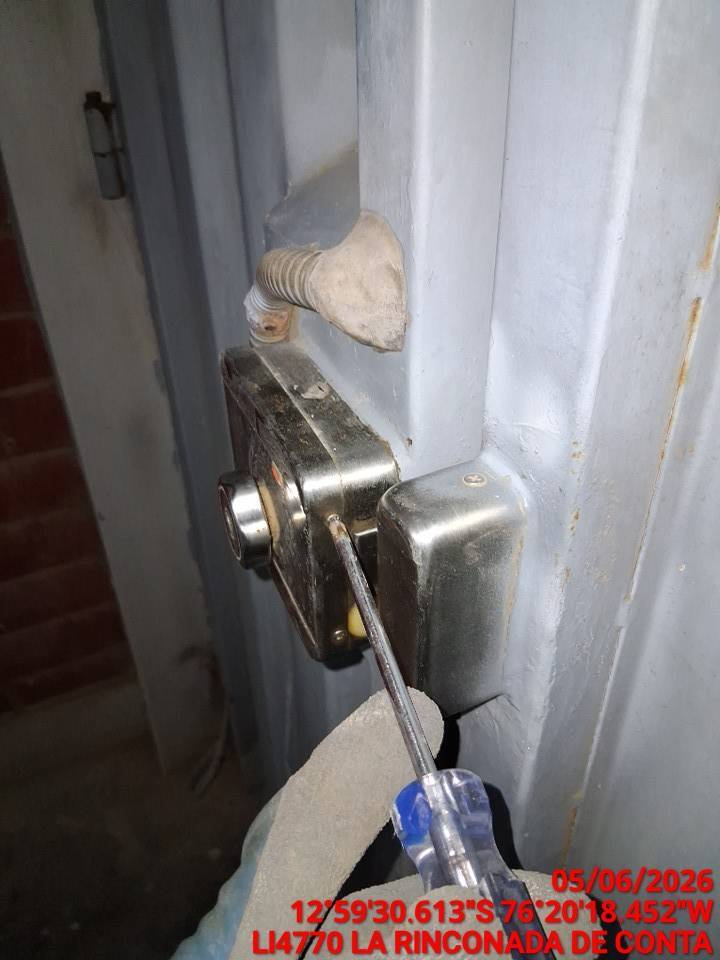 05/06/2026
12°59'30.613"S 76°20'18.452"W
LI4770 LA RINCONADA DE CONTA